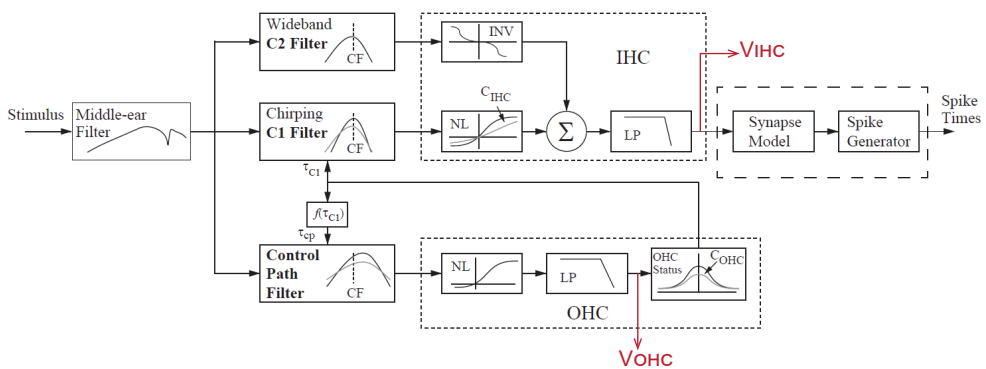 Wideband
C2 Filter
CF
INV
IHC
VIHC
Stimulus
Middle-ear
Filter
Chirping
C1 Filter
CF
τC1
NL
CIHC
Σ
LP
Synapse
Model
Spike
Generator
Spike
Times
f(τC1)
τcp
Control
Path
Filter
CF
NL
LP
OHC
Status
COHC
OHC
VOHC